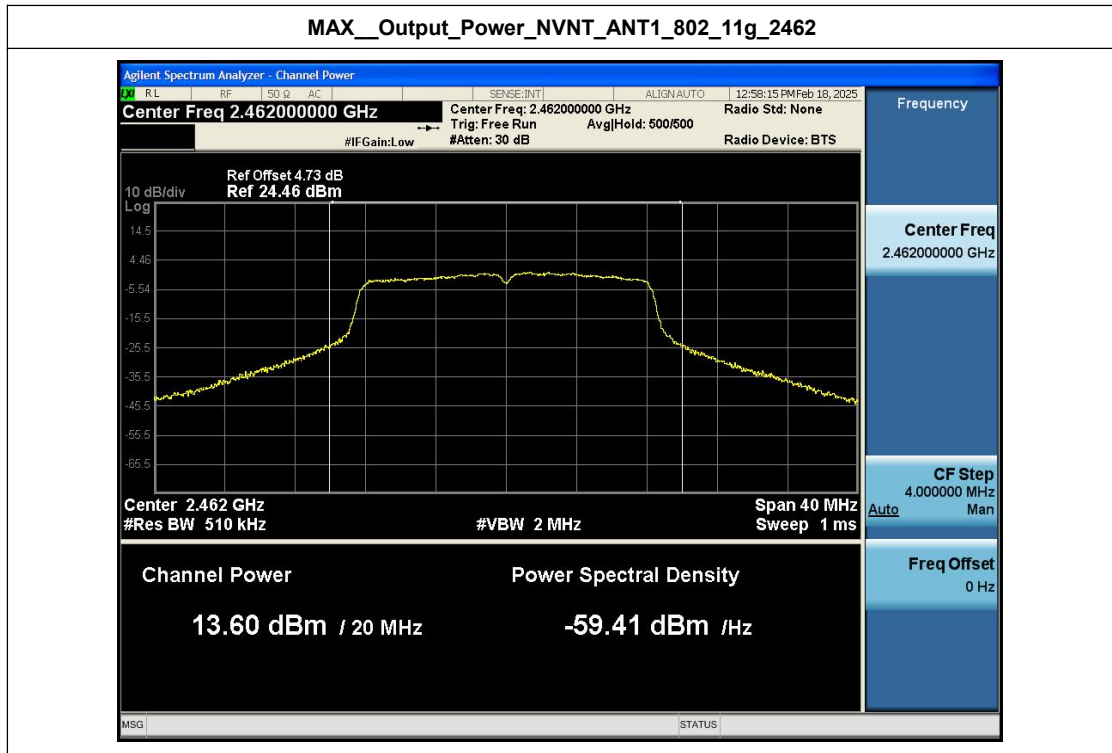 MAX__Output_Power_NVNT_ANT1_802_11g_2462
Agilent Spectrum Analyzer - Channel Power
LXI RL RF 50 Ω AC SENSE:INT ALIGN AUTO 12:58:15 PM Feb 18, 2025
Center Freq 2.462000000 GHz
Center Freq: 2.462000000 GHz Radio Std: None
Trig: Free Run Avg|Hold: 500/500
#IFGain:Low #Atten: 30 dB Radio Device: BTS
Ref Offset 4.73 dB
10 dB/div Ref 24.46 dBm
Log
14.5
4.46
-5.54
-15.5
-25.5
-35.5
-45.5
-55.5
-65.5
Center 2.462 GHz Span 40 MHz
#Res BW 510 kHz #VBW 2 MHz Sweep 1 ms
Channel Power Power Spectral Density
13.60 dBm / 20 MHz -59.41 dBm /Hz
MSG STATUS
Frequency
Center Freq
2.462000000 GHz
CF Step
4.000000 MHz
Auto Man
Freq Offset
0 Hz